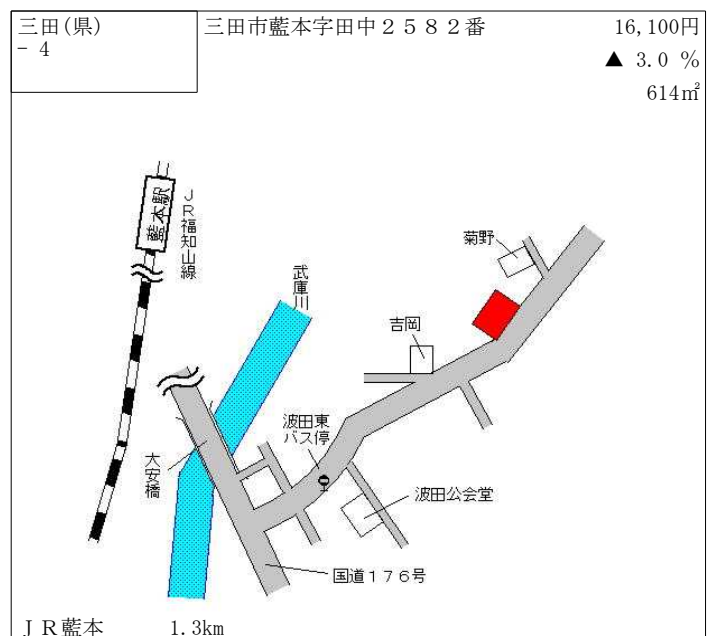 三田(県)
- 4
三田市藍本字田中２５８２番
16,100円
▲ 3.0 %
614㎡
藍本駅
ＪＲ福知山線
武庫川
菊野
吉岡
波田東
バス停
大安橋
波田公会堂
国道１７６号
ＪＲ藍本 1.3km